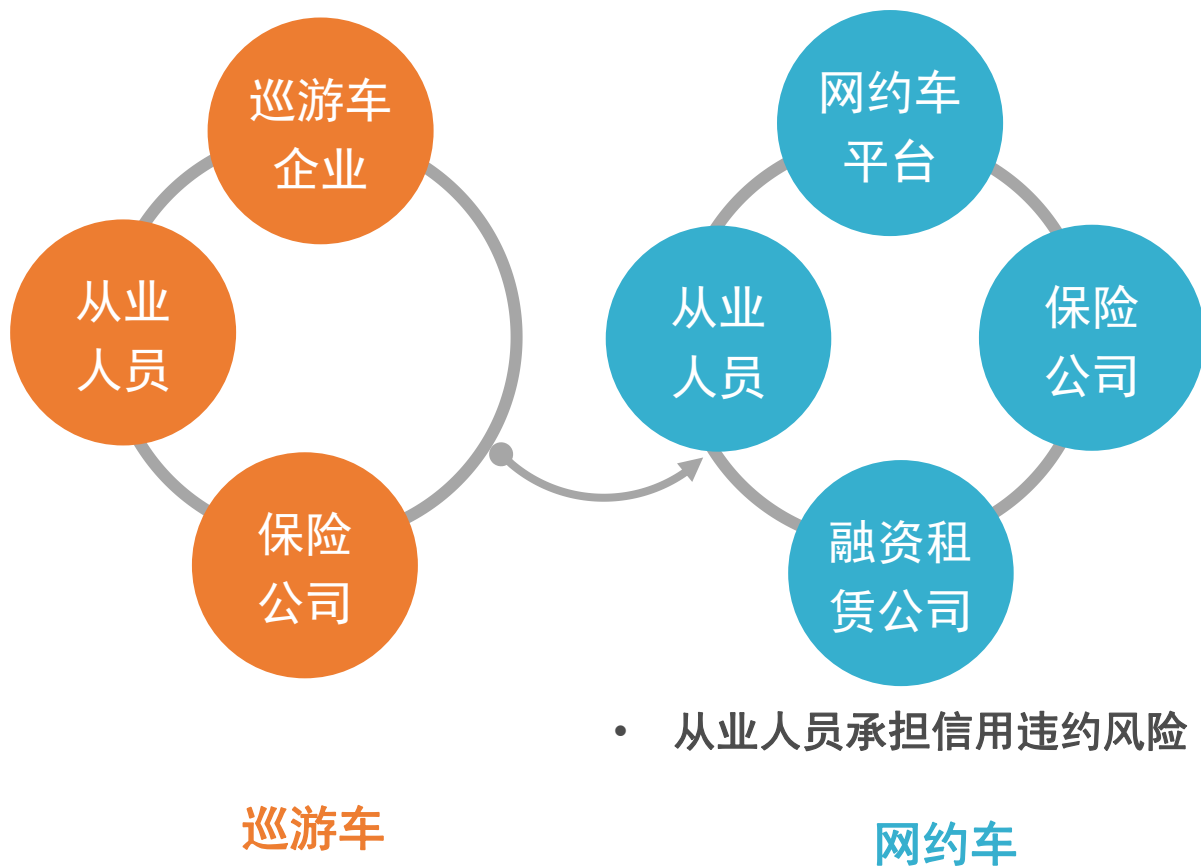 巡游车
企业
从业
人员
保险
公司
网约车
平台
从业
人员
保险
公司
融资租
赁公司
• 从业人员承担信用违约风险
巡游车
网约车